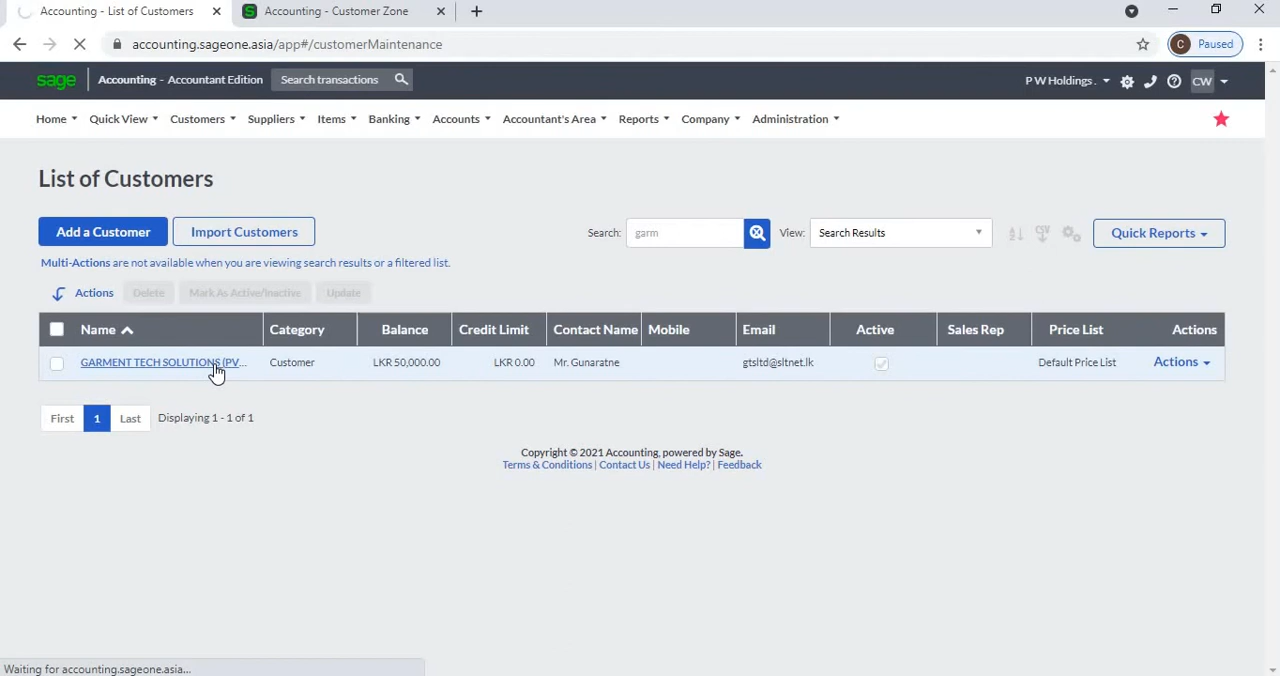 Accounting - List of Customers
Accounting - Customer Zone
accounting.sageone.asia/app#/customerMaintenance
C Paused
sage Accounting - Accountant Edition Search transactions P W Holdings . CW
Home Quick View Customers Suppliers Items Banking Accounts Accountant's Area Reports Company Administration
List of Customers
Add a Customer Import Customers Search: garm View: Search Results CSV Quick Reports
Multi-Actions are not available when you are viewing search results or a filtered list.
Actions Delete Mark As Active/Inactive Update
Name Category Balance Credit Limit Contact Name Mobile Email Active Sales Rep Price List Actions
GARMENT TECH SOLUTIONS (PV... Customer LKR 50,000.00 LKR 0.00 Mr. Gunaratne gtsltd@sltnet.lk Default Price List Actions
First 1 Last Displaying 1 - 1 of 1
Copyright © 2021 Accounting, powered by Sage.
Terms & Conditions | Contact Us | Need Help? | Feedback
Waiting for accounting.sageone.asia...